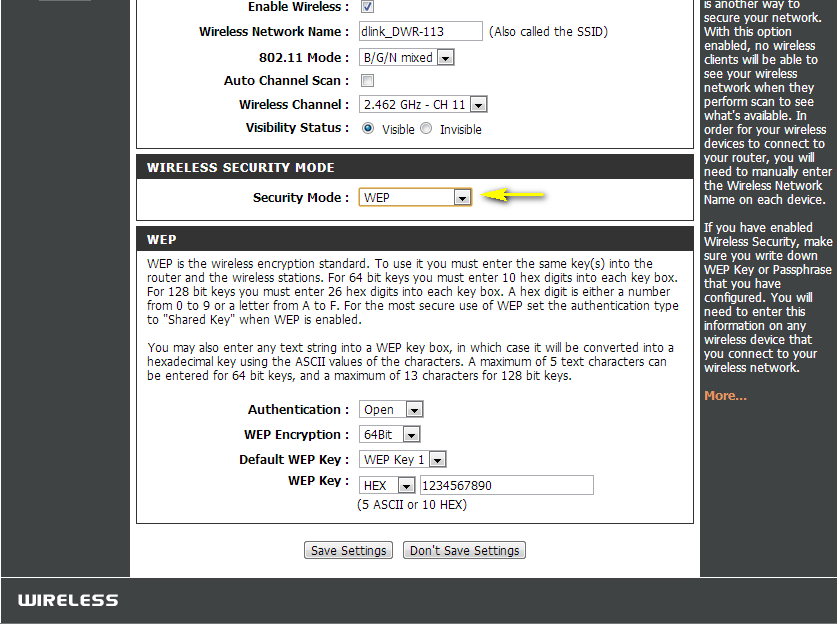 Enable Wireless :
Wireless Network Name : dlink_DWR-113 (Also called the SSID)
802.11 Mode : B/G/N mixed
Auto Channel Scan :
Wireless Channel : 2.462 GHz - CH 11
Visibility Status : Visible Invisible
WIRELESS SECURITY MODE
Security Mode : WEP
WEP
WEP is the wireless encryption standard. To use it you must enter the same key(s) into the
router and the wireless stations. For 64 bit keys you must enter 10 hex digits into each key box.
For 128 bit keys you must enter 26 hex digits into each key box. A hex digit is either a number
from 0 to 9 or a letter from A to F. For the most secure use of WEP set the authentication type
to "Shared Key" when WEP is enabled.
You may also enter any text string into a WEP key box, in which case it will be converted into a
hexadecimal key using the ASCII values of the characters. A maximum of 5 text characters can
be entered for 64 bit keys, and a maximum of 13 characters for 128 bit keys.
Authentication : Open
WEP Encryption : 64Bit
Default WEP Key : WEP Key 1
WEP Key : HEX 1234567890
(5 ASCII or 10 HEX)
Save Settings Don't Save Settings
is another way to
secure your network.
With this option
enabled, no wireless
clients will be able to
see your wireless
network when they
perform scan to see
what's available. In
order for your wireless
devices to connect to
your router, you will
need to manually enter
the Wireless Network
Name on each device.
If you have enabled
Wireless Security, make
sure you write down
WEP Key or Passphrase
that you have
configured. You will
need to enter this
information on any
wireless device that
you connect to your
wireless network.
More...
WIRELESS